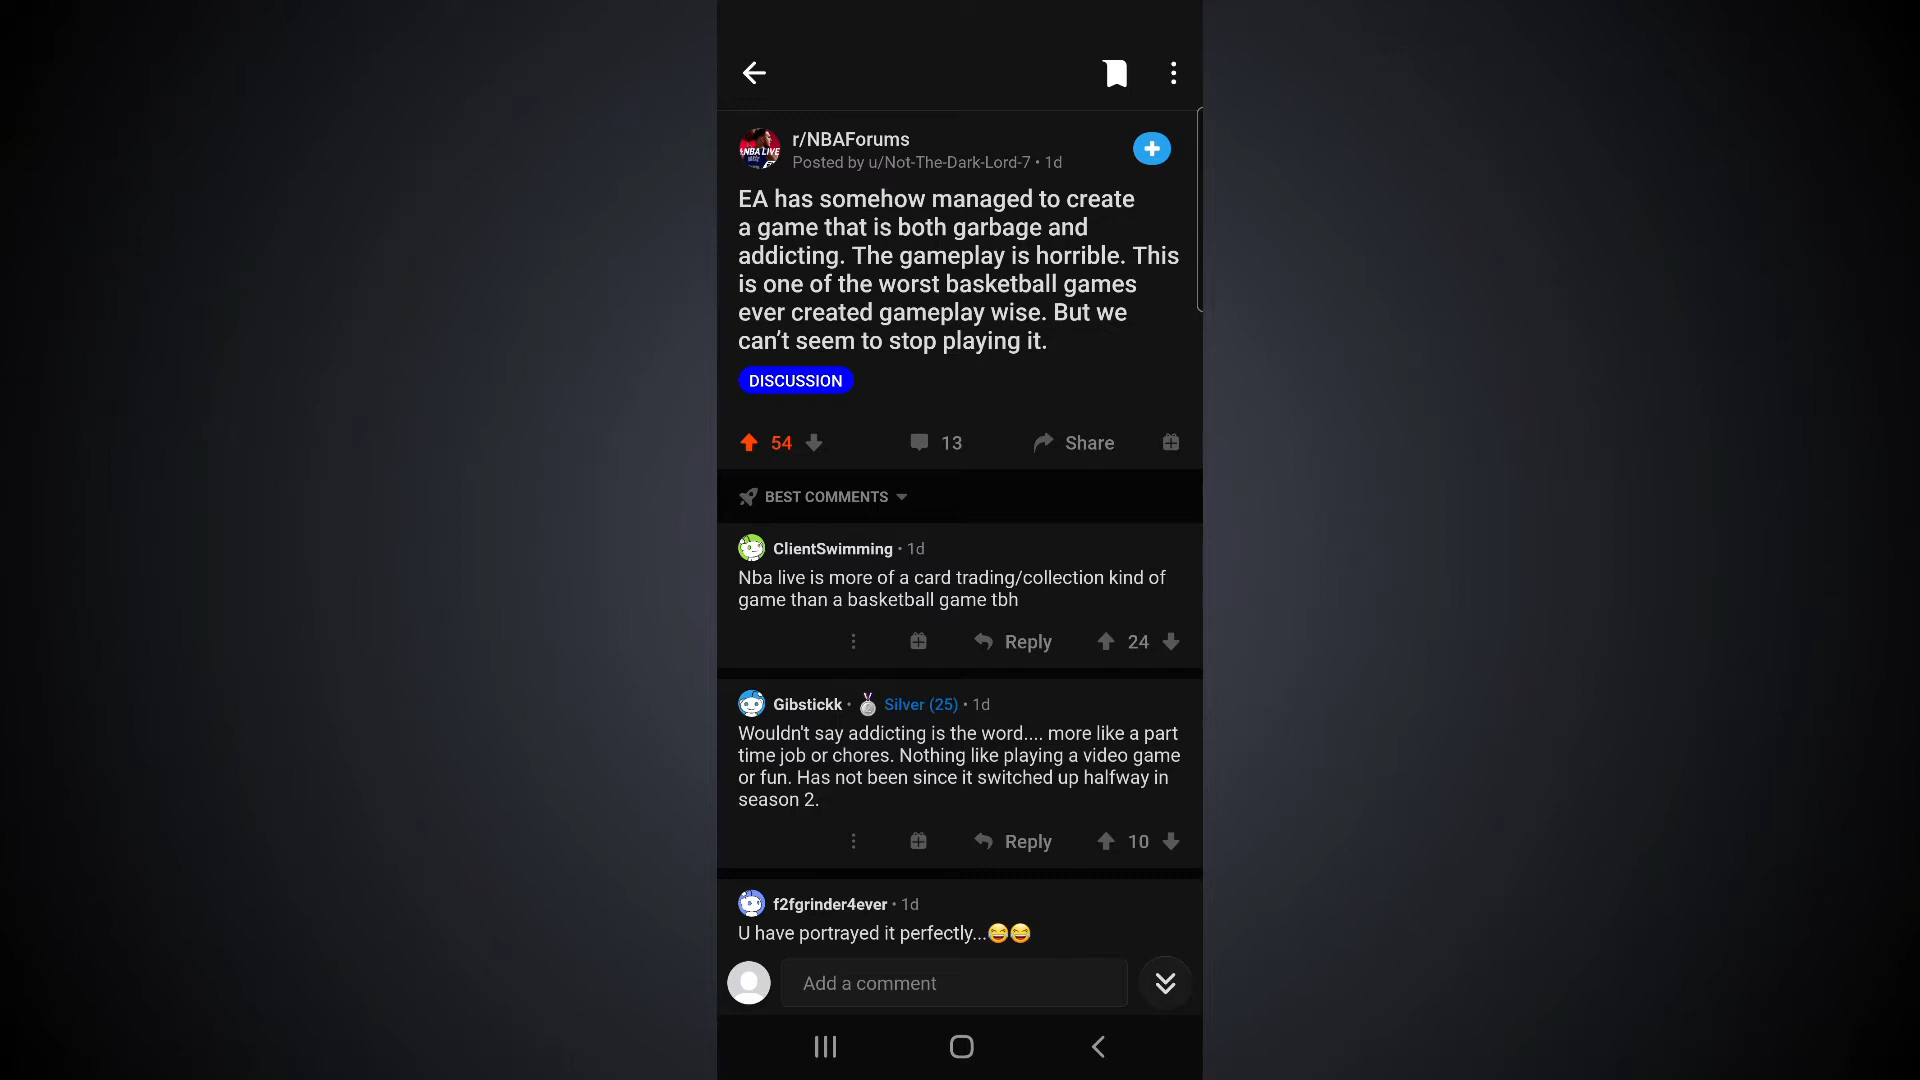 r/NBAForums
Posted by u/Not-The-Dark-Lord-7 • 1d
EA has somehow managed to create
a game that is both garbage and
addicting. The gameplay is horrible. This
is one of the worst basketball games
ever created gameplay wise. But we
can’t seem to stop playing it.
DISCUSSION
54
13
Share
BEST COMMENTS
ClientSwimming • 1d
Nba live is more of a card trading/collection kind of
game than a basketball game tbh
Reply
24
Gibstickk • Silver (25) • 1d
Wouldn't say addicting is the word.... more like a part
time job or chores. Nothing like playing a video game
or fun. Has not been since it switched up halfway in
season 2.
Reply
10
f2fgrinder4ever • 1d
U have portrayed it perfectly...😂😂
Add a comment
NBA LIVE